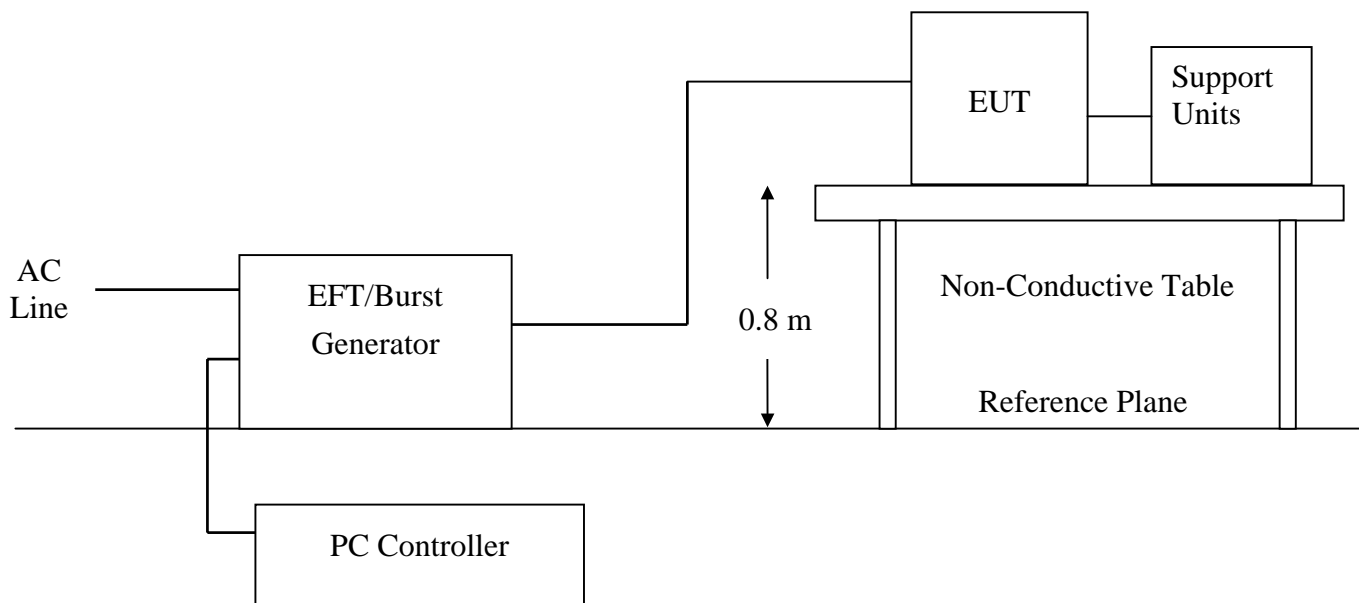 AC
Line
EFT/Burst
Generator
EUT
Support
Units
0.8 m
Non-Conductive Table
Reference Plane
PC Controller